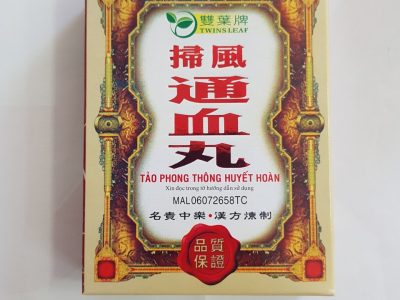 雙葉牌
TWINS LEAF
掃風
通
血
丸
TẢO PHONG THÔNG HUYẾT HOÀN
Xin đọc trong tờ hướng dẫn sử dụng
MAL06072658TC
名貴中藥·漢方煉制
品質
保證